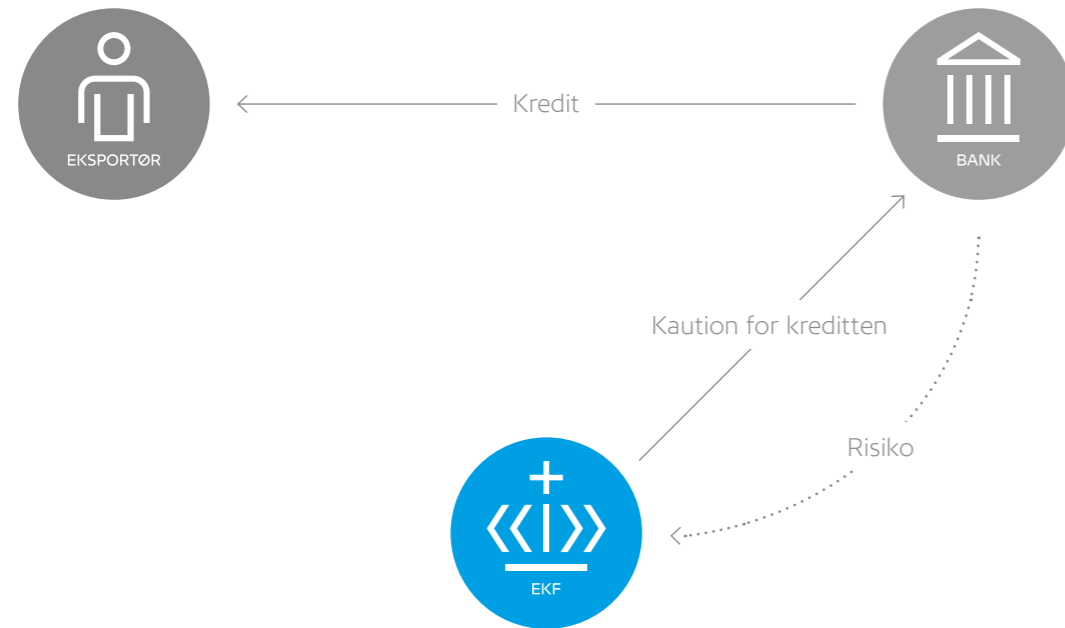 Kredit
EKSPORTØR
BANK
Kaution for kreditten
Risiko
EKF